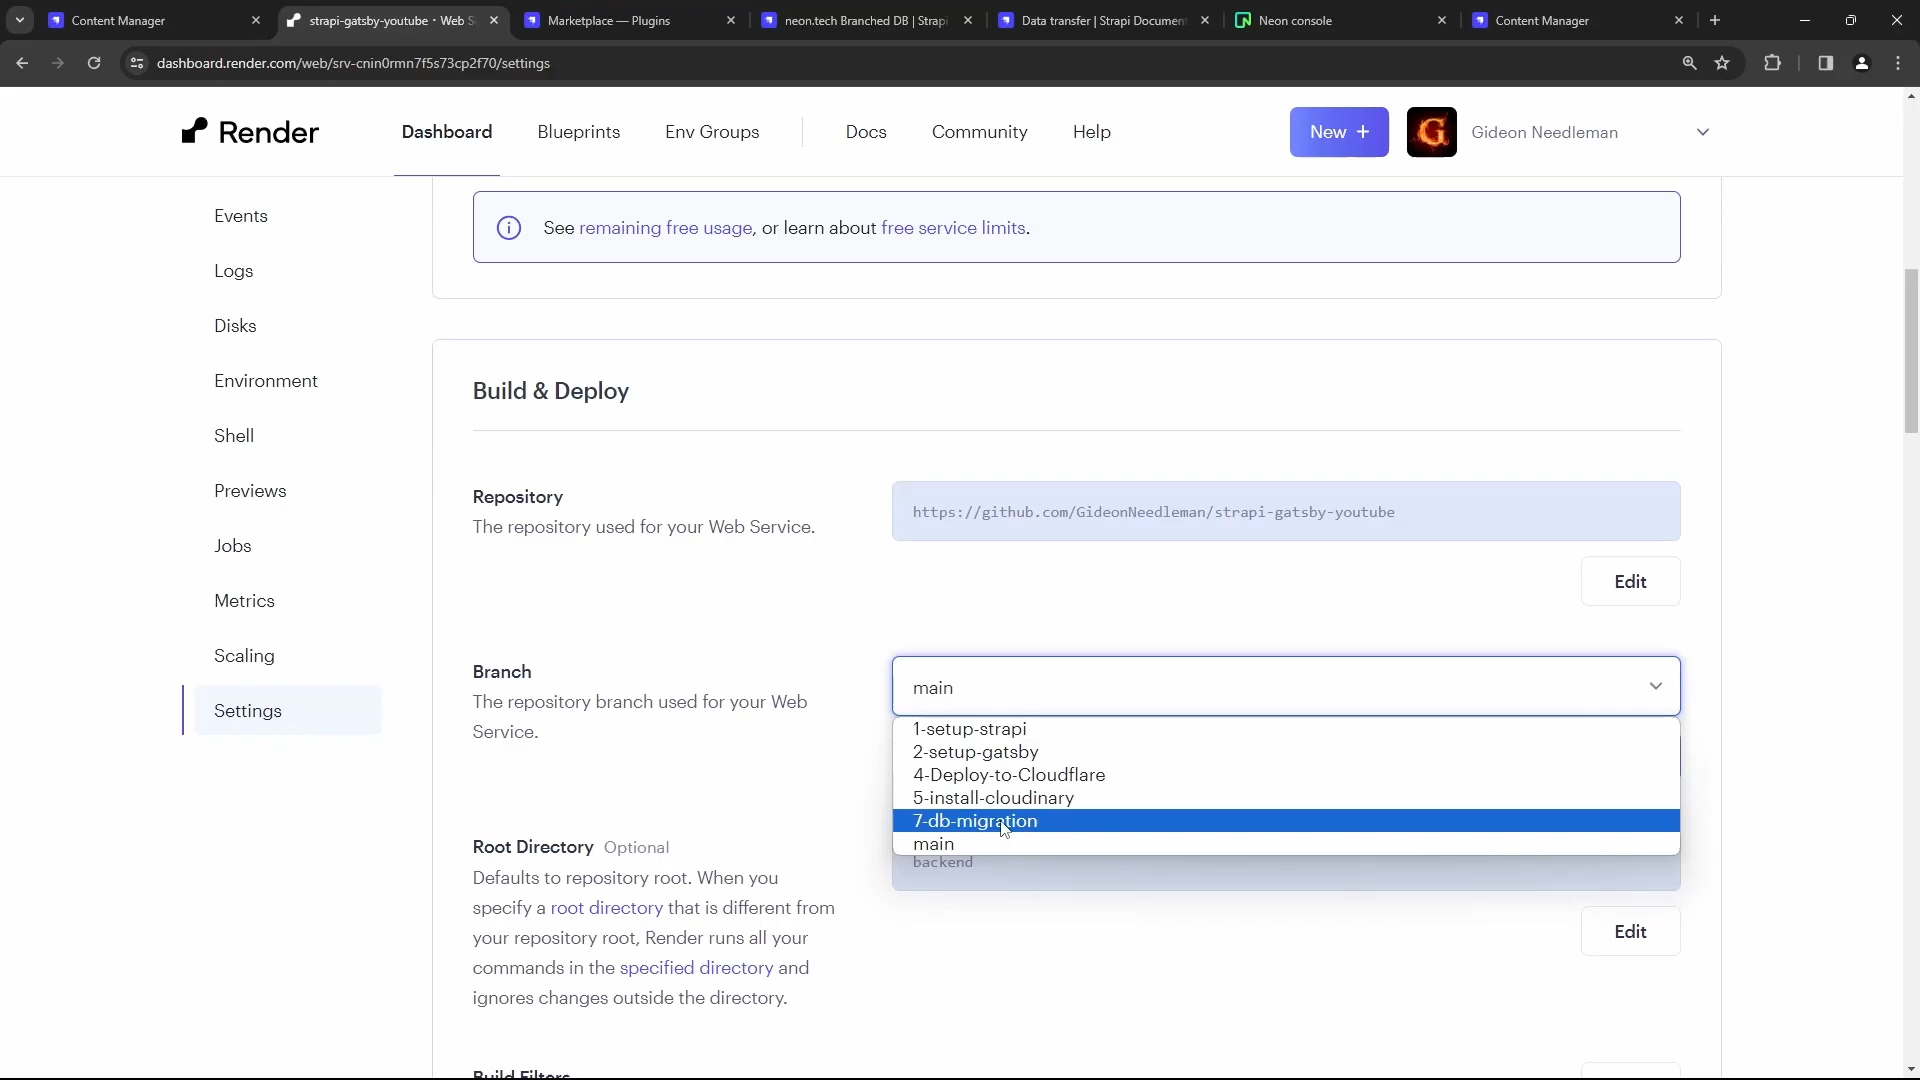 Content Manager
strapi-gatsby-youtube · Web S
Marketplace — Plugins
neon.tech Branched DB | Strapi
Data transfer | Strapi Document
Neon console
Content Manager
dashboard.render.com/web/srv-cnin0rmn7f5s73cp2f70/settings
Render
Dashboard
Blueprints
Env Groups
Docs
Community
Help
New +
G
Gideon Needleman
Events
Logs
Disks
Environment
Shell
Previews
Jobs
Metrics
Scaling
Settings
See remaining free usage, or learn about free service limits.
Build & Deploy
Repository
The repository used for your Web Service.
https://github.com/GideonNeedleman/strapi-gatsby-youtube
Edit
Branch
The repository branch used for your Web
Service.
main
1-setup-strapi
2-setup-gatsby
4-Deploy-to-Cloudflare
5-install-cloudinary
7-db-migration
main
Root Directory Optional
Defaults to repository root. When you
specify a root directory that is different from
your repository root, Render runs all your
commands in the specified directory and
ignores changes outside the directory.
backend
Edit
Build Filters